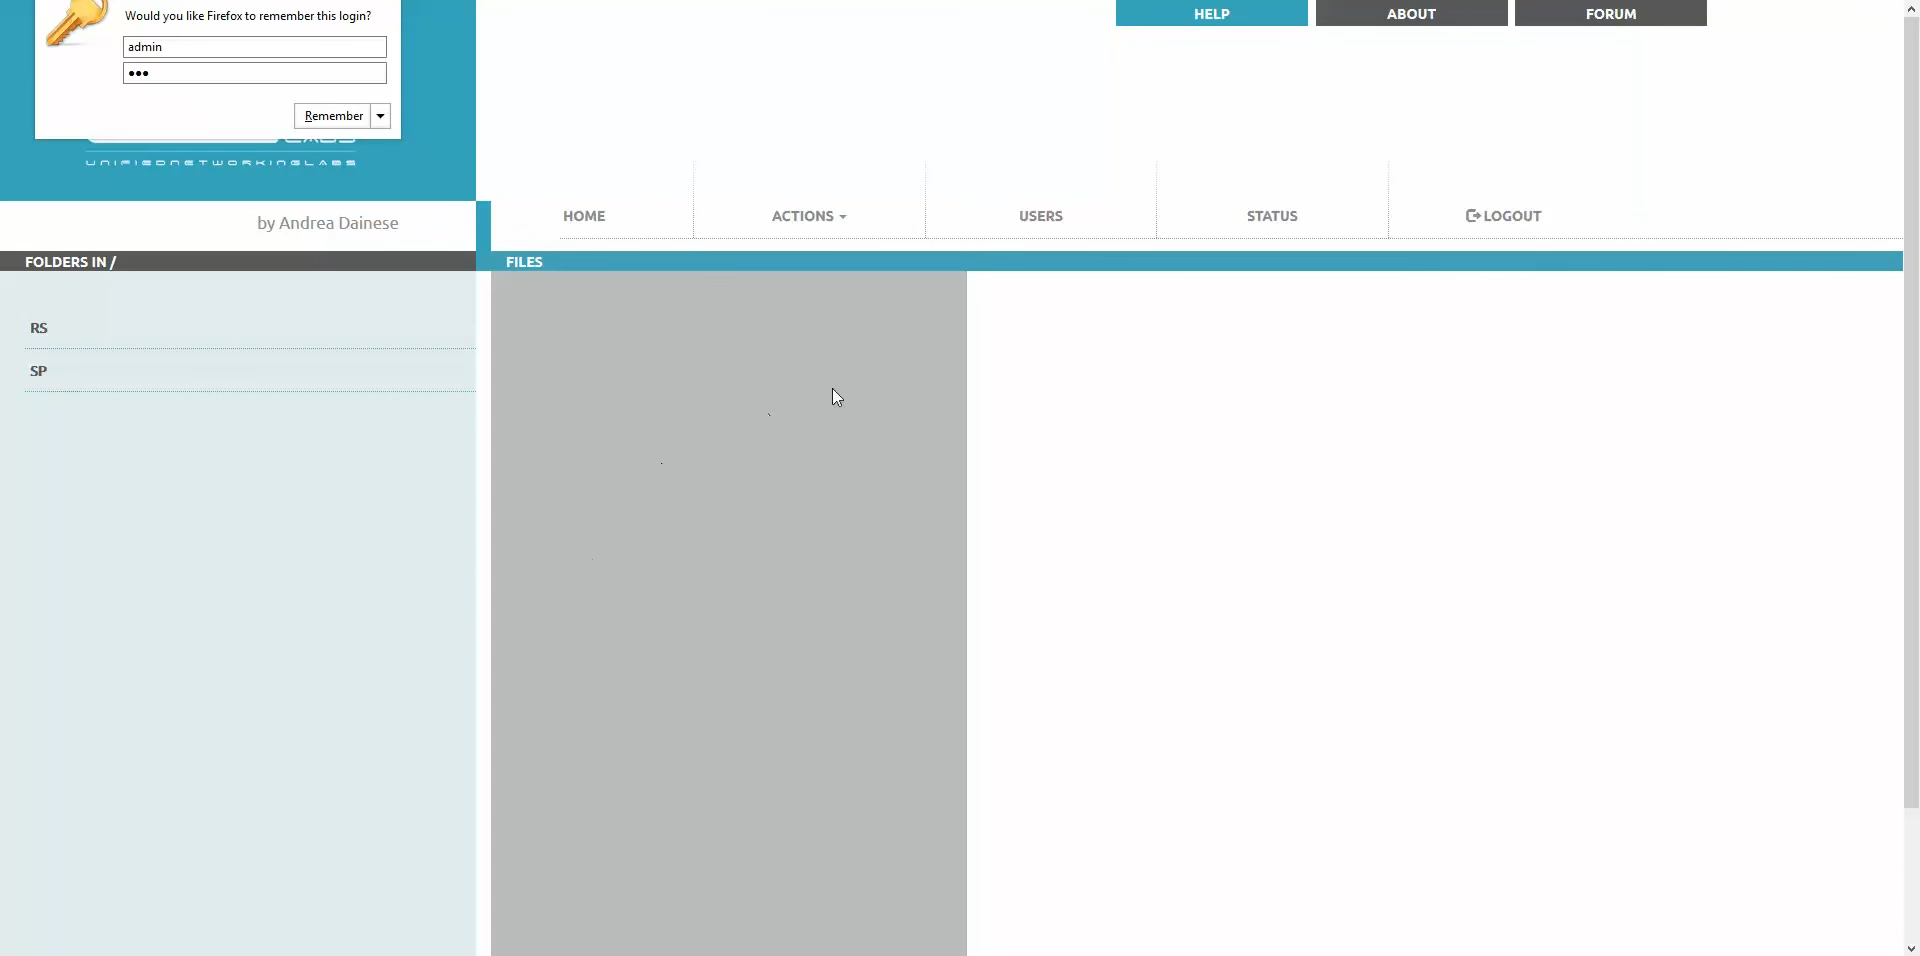 Would you like Firefox to remember this login?
admin
Remember
UNIFIEDNETWORKINGLABS
by Andrea Dainese
HELP
ABOUT
FORUM
HOME
ACTIONS
USERS
STATUS
LOGOUT
FOLDERS IN /
FILES
RS
SP